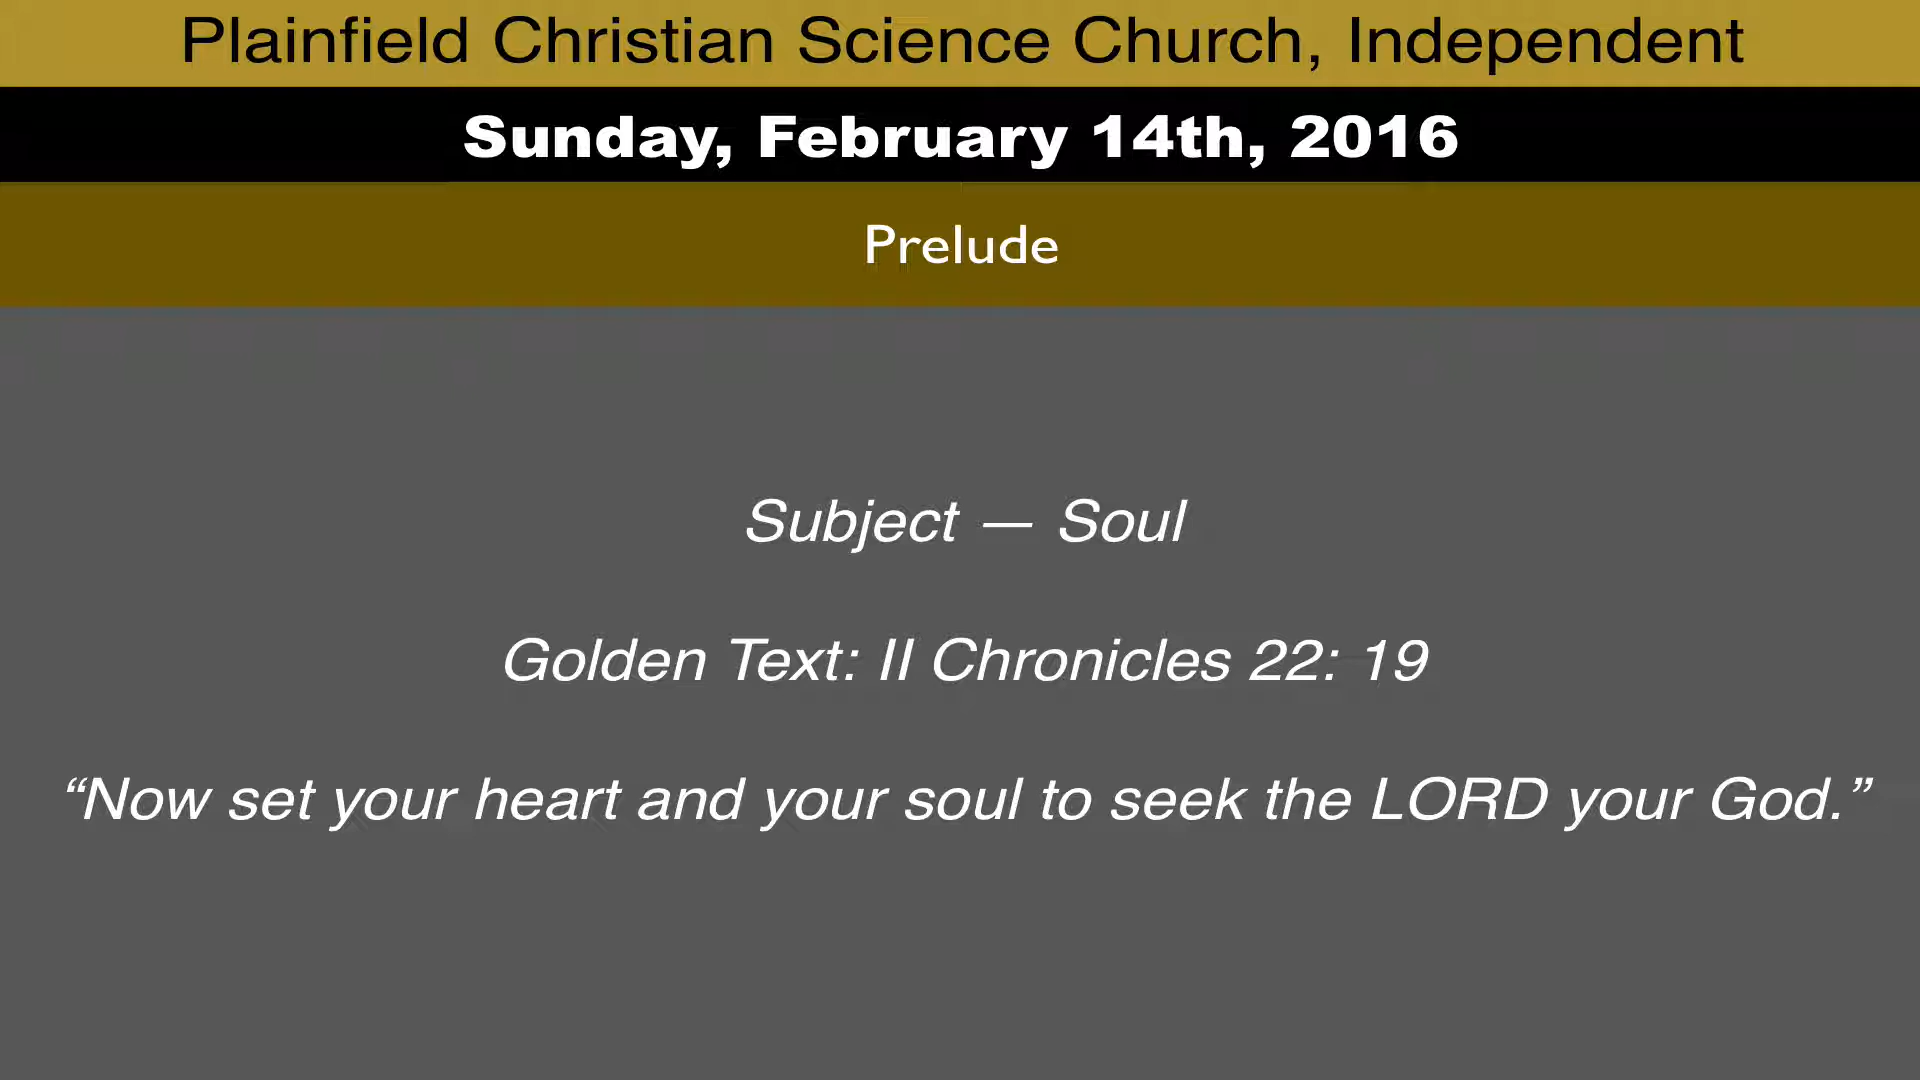 Plainfield Christian Science Church, Independent
Sunday, February 14th, 2016
Prelude
Subject — Soul
Golden Text: II Chronicles 22: 19
“Now set your heart and your soul to seek the LORD your God.”